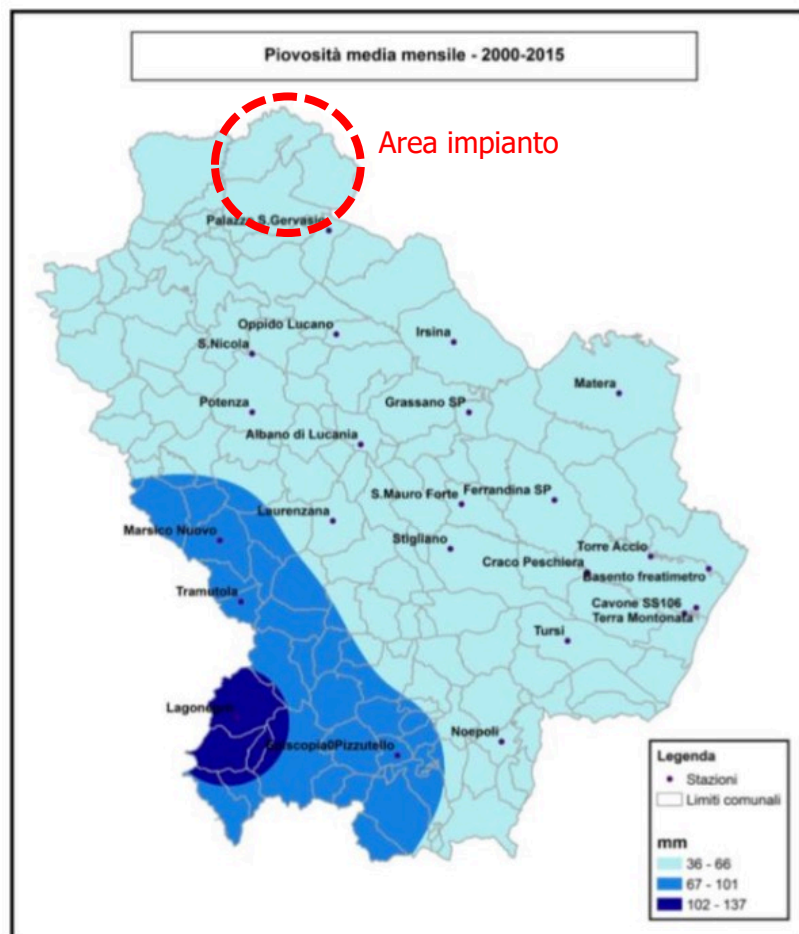 Piovosità media mensile - 2000-2015
Area impianto
Palazzo S.Gervasio
Oppido Lucano
Irsina
S.Nicola
Matera
Potenza
Grassano SP
Albano di Lucania
S.Mauro Forte
Ferrandina SP
Laurenzana
Marsico Nuovo
Stigliano
Torre Accio
Craco Peschiera
Basento freatimetro
Tramutola
Cavone SS106
Terra Montonata
Tursi
Noepoli
Legenda
Stazioni
Limiti comunali
mm
36 - 66
67 - 101
102 - 137